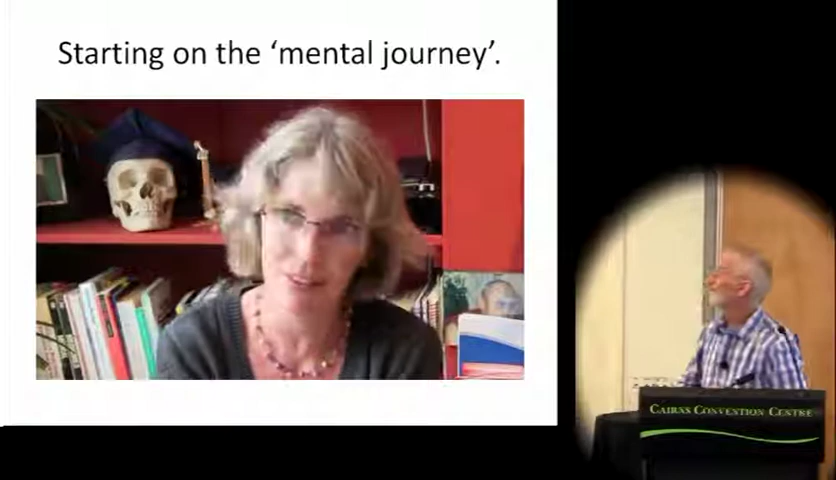 Starting on the ‘mental journey’.
CAIRNS CONVENTION CENTRE